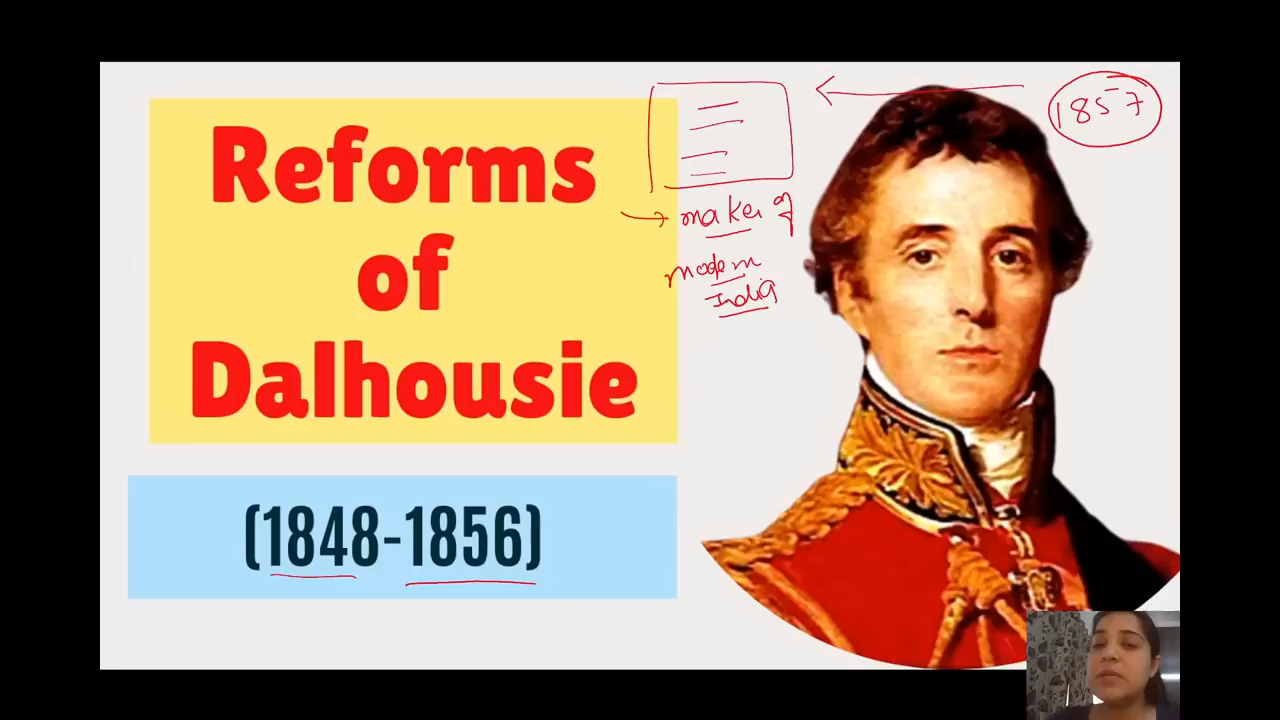 Reforms
of
Dalhousie
(1848-1856)
1857
maker of
modern
India